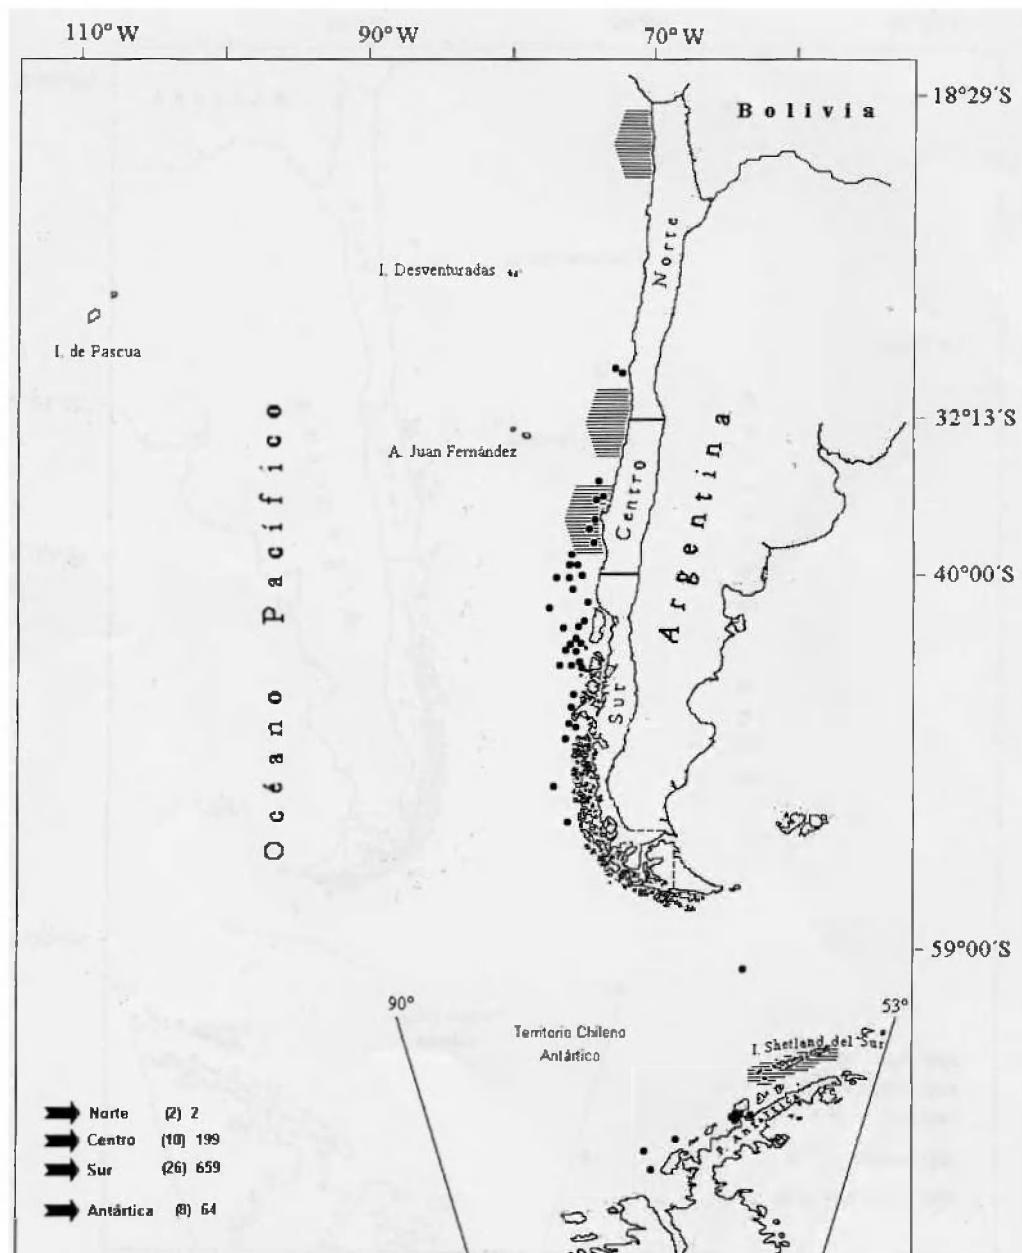 110°W 90°W 70°W
18°29´S
Bolivia
Norte
I. Desventuradas
I. de Pascua
32°13´S
A. Juan Fernández
Centro
Argentina
Océano Pacífico
40°00´S
Sur
59°00´S
90° 53°
Territorio Chileno
Antártico
I. Shetland del Sur
P. Antártica
Norte (2) 2
Centro (10) 199
Sur (26) 659
Antártica (8) 64